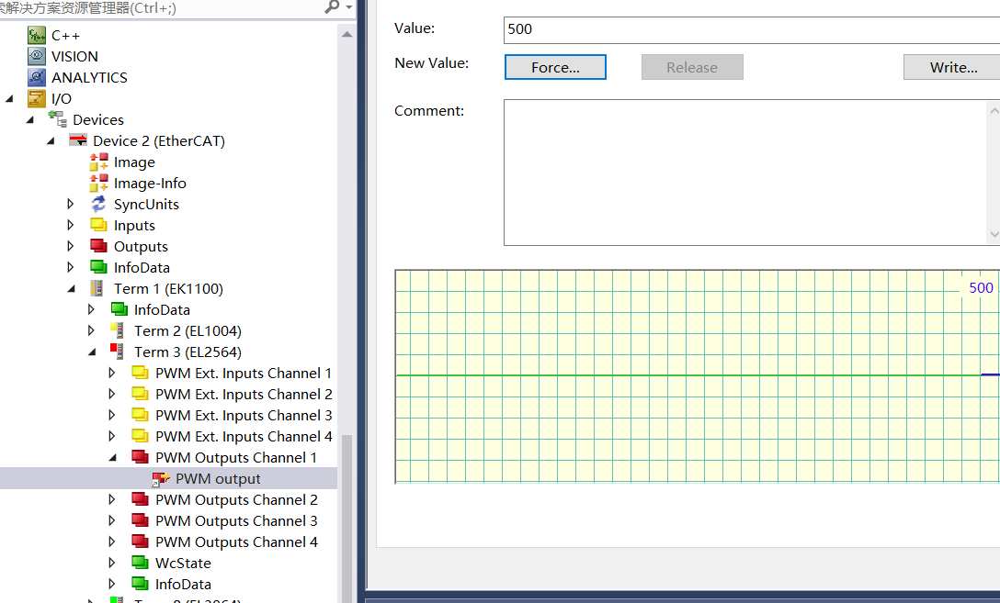 索解决方案资源管理器(Ctrl+;)
C++
VISION
ANALYTICS
I/O
Devices
Device 2 (EtherCAT)
Image
Image-Info
SyncUnits
Inputs
Outputs
InfoData
Term 1 (EK1100)
InfoData
Term 2 (EL1004)
Term 3 (EL2564)
PWM Ext. Inputs Channel 1
PWM Ext. Inputs Channel 2
PWM Ext. Inputs Channel 3
PWM Ext. Inputs Channel 4
PWM Outputs Channel 1
PWM output
PWM Outputs Channel 2
PWM Outputs Channel 3
PWM Outputs Channel 4
WcState
InfoData
Value:
500
New Value:
Force...
Release
Write...
Comment:
500